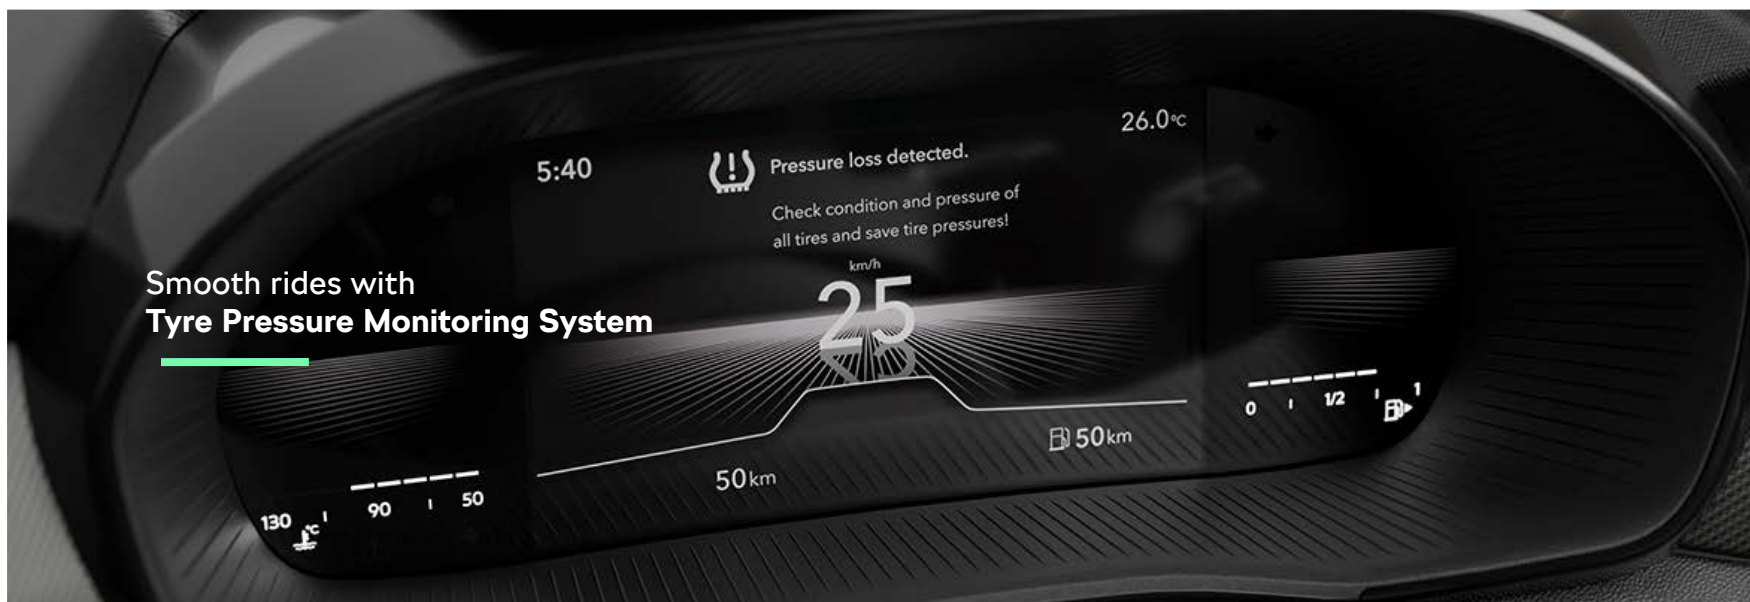 26.0°C
5:40
Pressure loss detected.
Check condition and pressure of
all tires and save tire pressures!
km/h
25
Smooth rides with
Tyre Pressure Monitoring System
0 1/2 1
50km
50km
130 90 50
°C